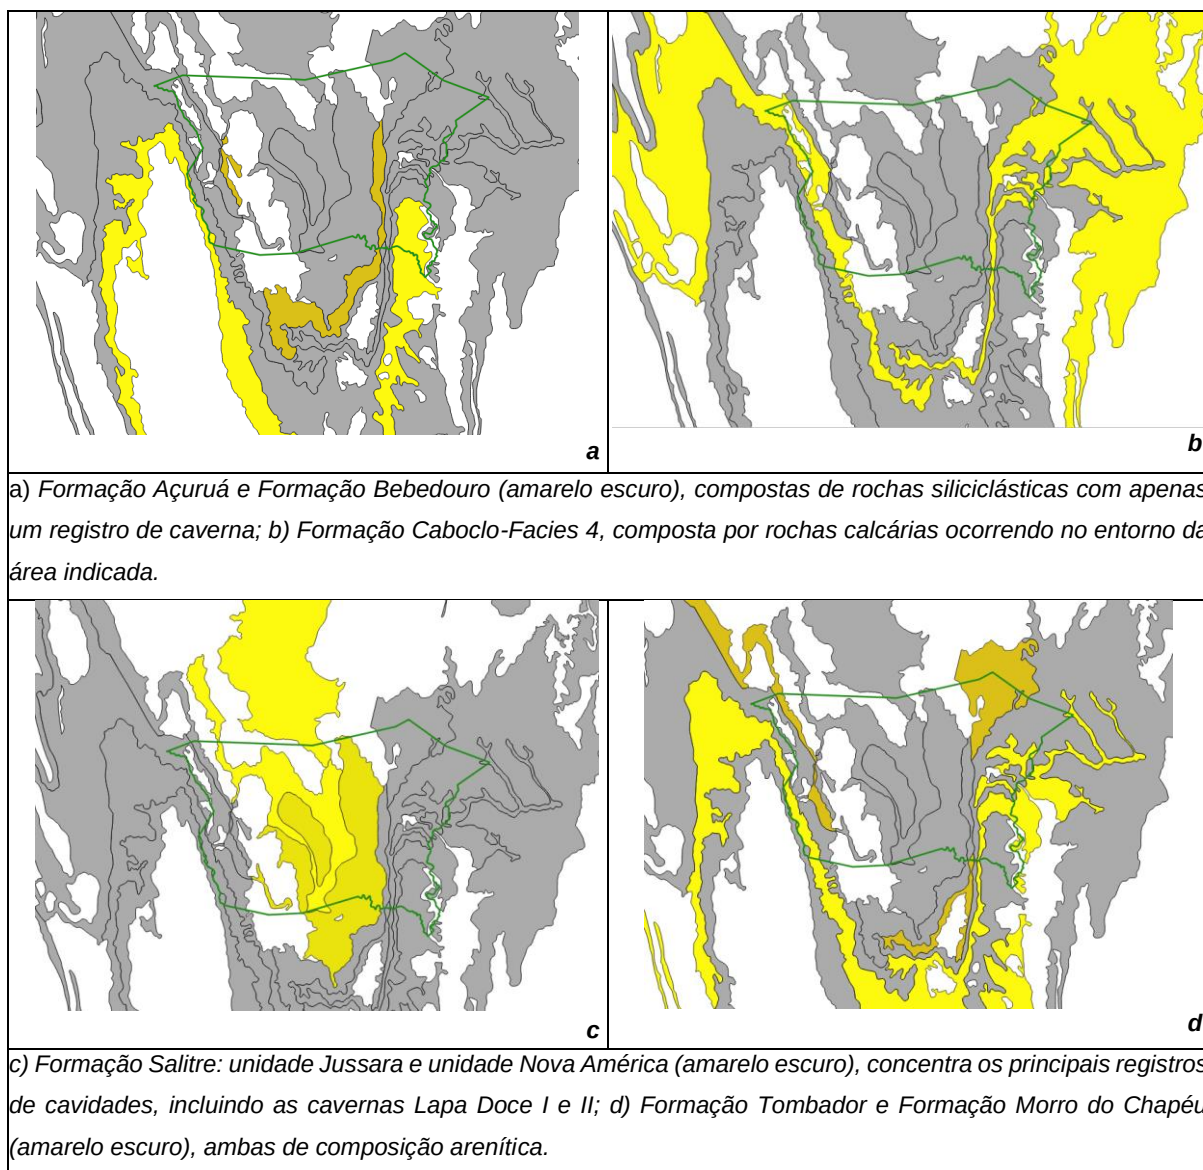 a
b
a) Formação Açuruá e Formação Bebedouro (amarelo escuro), compostas de rochas siliciclásticas com apenas
um registro de caverna; b) Formação Caboclo-Facies 4, composta por rochas calcárias ocorrendo no entorno da
área indicada.
c
d
c) Formação Salitre: unidade Jussara e unidade Nova América (amarelo escuro), concentra os principais registros
de cavidades, incluindo as cavernas Lapa Doce I e II; d) Formação Tombador e Formação Morro do Chapéu
(amarelo escuro), ambas de composição arenítica.